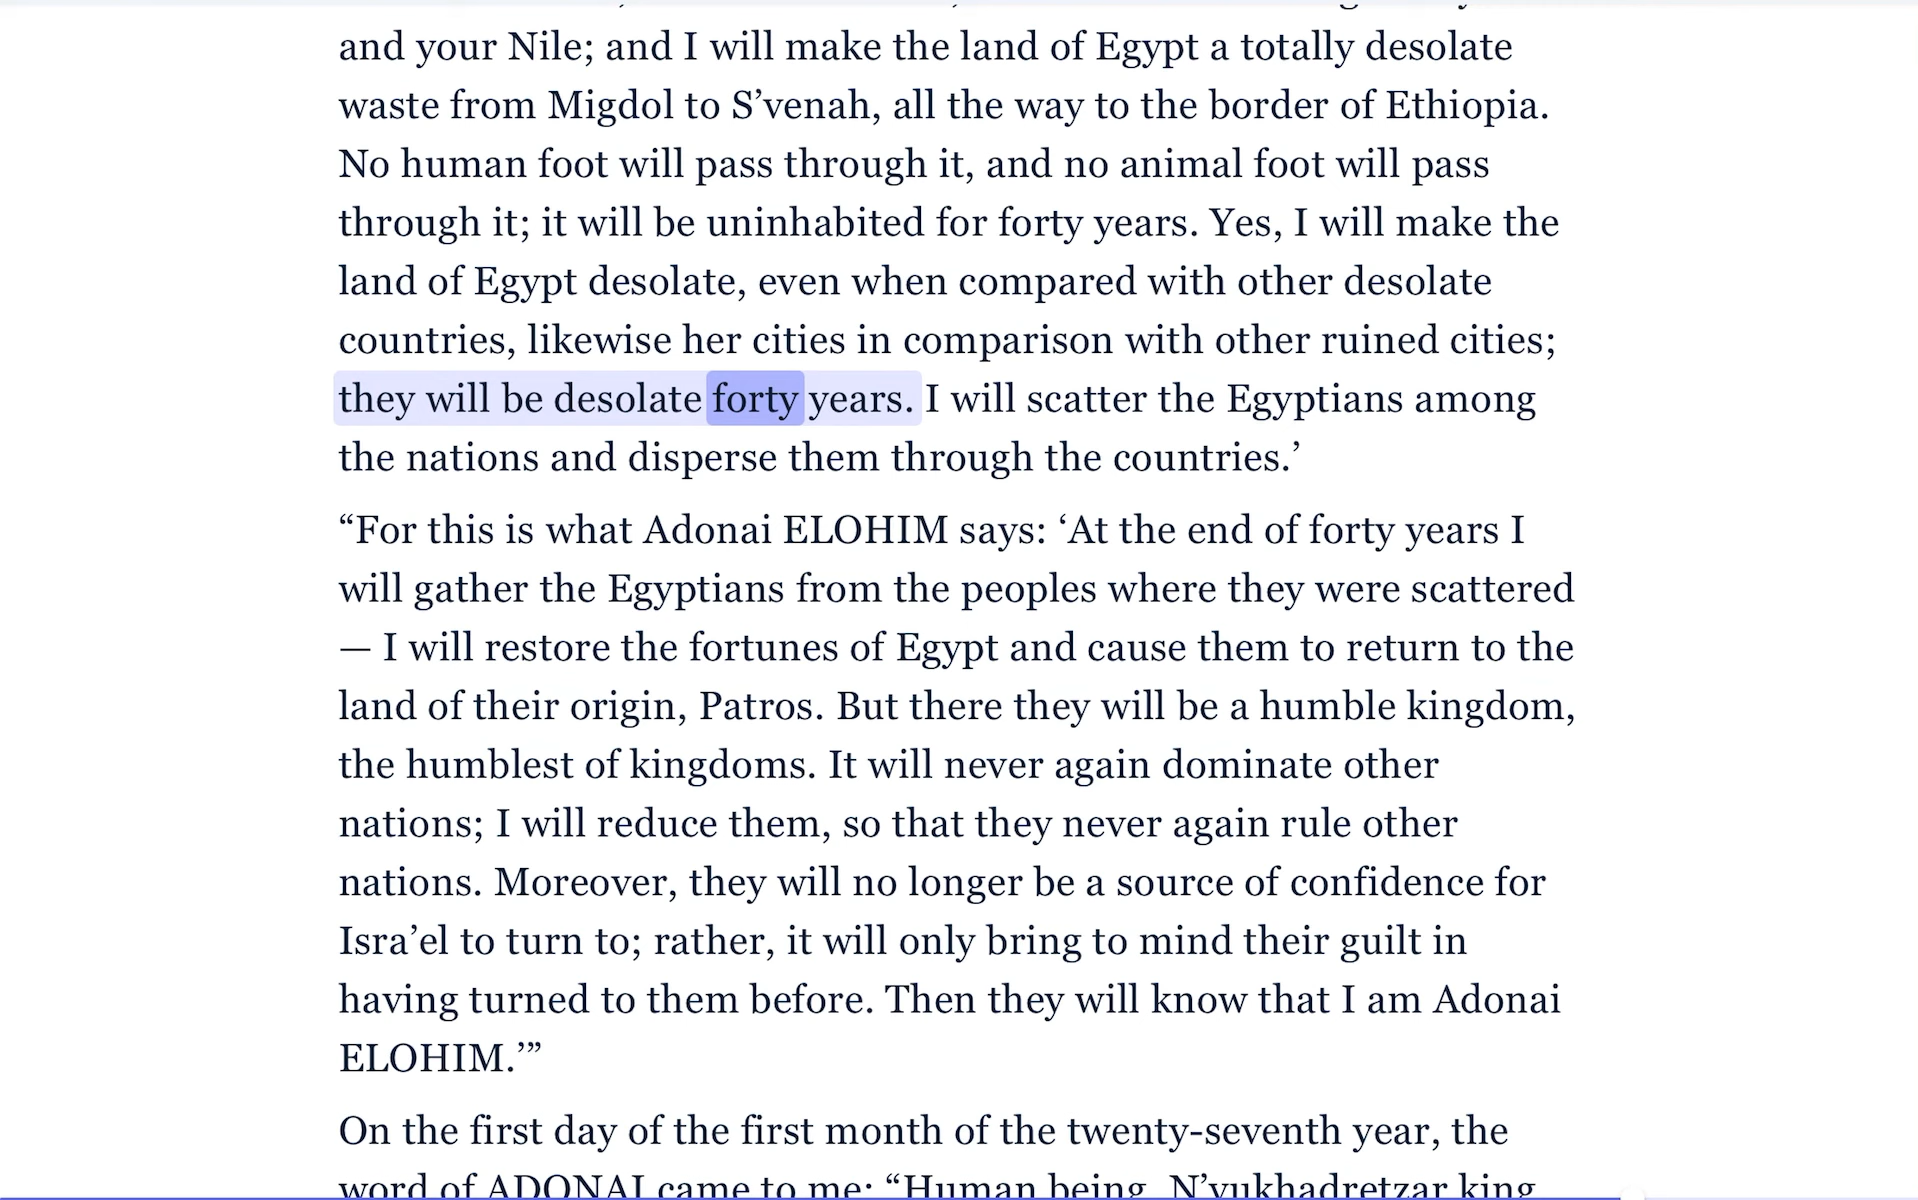 and your Nile; and I will make the land of Egypt a totally desolate
waste from Migdol to S’venah, all the way to the border of Ethiopia.
No human foot will pass through it, and no animal foot will pass
through it; it will be uninhabited for forty years. Yes, I will make the
land of Egypt desolate, even when compared with other desolate
countries, likewise her cities in comparison with other ruined cities;
they will be desolate forty years. I will scatter the Egyptians among
the nations and disperse them through the countries.’
“For this is what Adonai ELOHIM says: ‘At the end of forty years I
will gather the Egyptians from the peoples where they were scattered
— I will restore the fortunes of Egypt and cause them to return to the
land of their origin, Patros. But there they will be a humble kingdom,
the humblest of kingdoms. It will never again dominate other
nations; I will reduce them, so that they never again rule other
nations. Moreover, they will no longer be a source of confidence for
Isra’el to turn to; rather, it will only bring to mind their guilt in
having turned to them before. Then they will know that I am Adonai
ELOHIM.’”
On the first day of the first month of the twenty-seventh year, the
word of ADONAI came to me: “Human being, N’vukhadretzar king